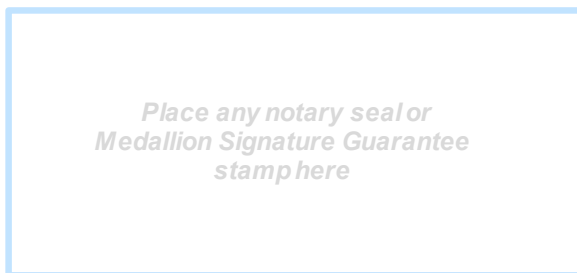 Place any notary seal or
Medallion Signature Guarantee
stamp here